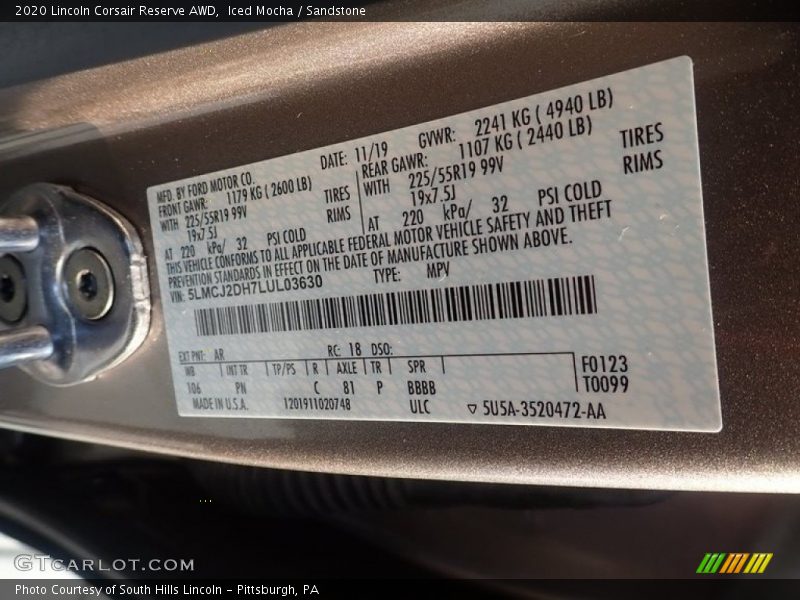 2020 Lincoln Corsair Reserve AWD, Iced Mocha / Sandstone
MFD. BY FORD MOTOR CO.
DATE: 11/19 GVWR: 2241 KG ( 4940 LB)
FRONT GAWR: 1179 KG ( 2600 LB) REAR GAWR: 1107 KG ( 2440 LB)
WITH 225/55R19 99V TIRES WITH 225/55R19 99V TIRES
19x7.5J RIMS 19x7.5J RIMS
AT 220 kPa/ 32 PSI COLD AT 220 kPa/ 32 PSI COLD
THIS VEHICLE CONFORMS TO ALL APPLICABLE FEDERAL MOTOR VEHICLE SAFETY AND THEFT
PREVENTION STANDARDS IN EFFECT ON THE DATE OF MANUFACTURE SHOWN ABOVE.
VIN: 5LMCJ2DH7LUL03630 TYPE: MPV
EXT PNT: AR RC: 18 DSO:
WB INT TR TP/PS R AXLE TR SPR F0123
106 PN C 81 P BBBB T0099
MADE IN U.S.A. 1201911020748 ULC ▽ 5U5A-3520472-AA
GTCARLOT.COM
Photo Courtesy of South Hills Lincoln - Pittsburgh, PA